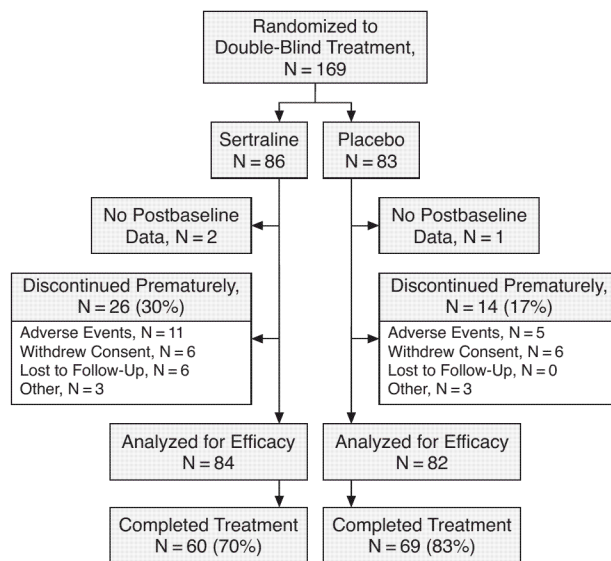 Randomized to
Double-Blind Treatment,
N = 169
Sertraline
N = 86
Placebo
N = 83
No Postbaseline
Data, N = 2
No Postbaseline
Data, N = 1
Discontinued Prematurely,
N = 26 (30%)
Adverse Events, N = 11
Withdrew Consent, N = 6
Lost to Follow-Up, N = 6
Other, N = 3
Discontinued Prematurely,
N = 14 (17%)
Adverse Events, N = 5
Withdrew Consent, N = 6
Lost to Follow-Up, N = 0
Other, N = 3
Analyzed for Efficacy
N = 84
Analyzed for Efficacy
N = 82
Completed Treatment
N = 60 (70%)
Completed Treatment
N = 69 (83%)